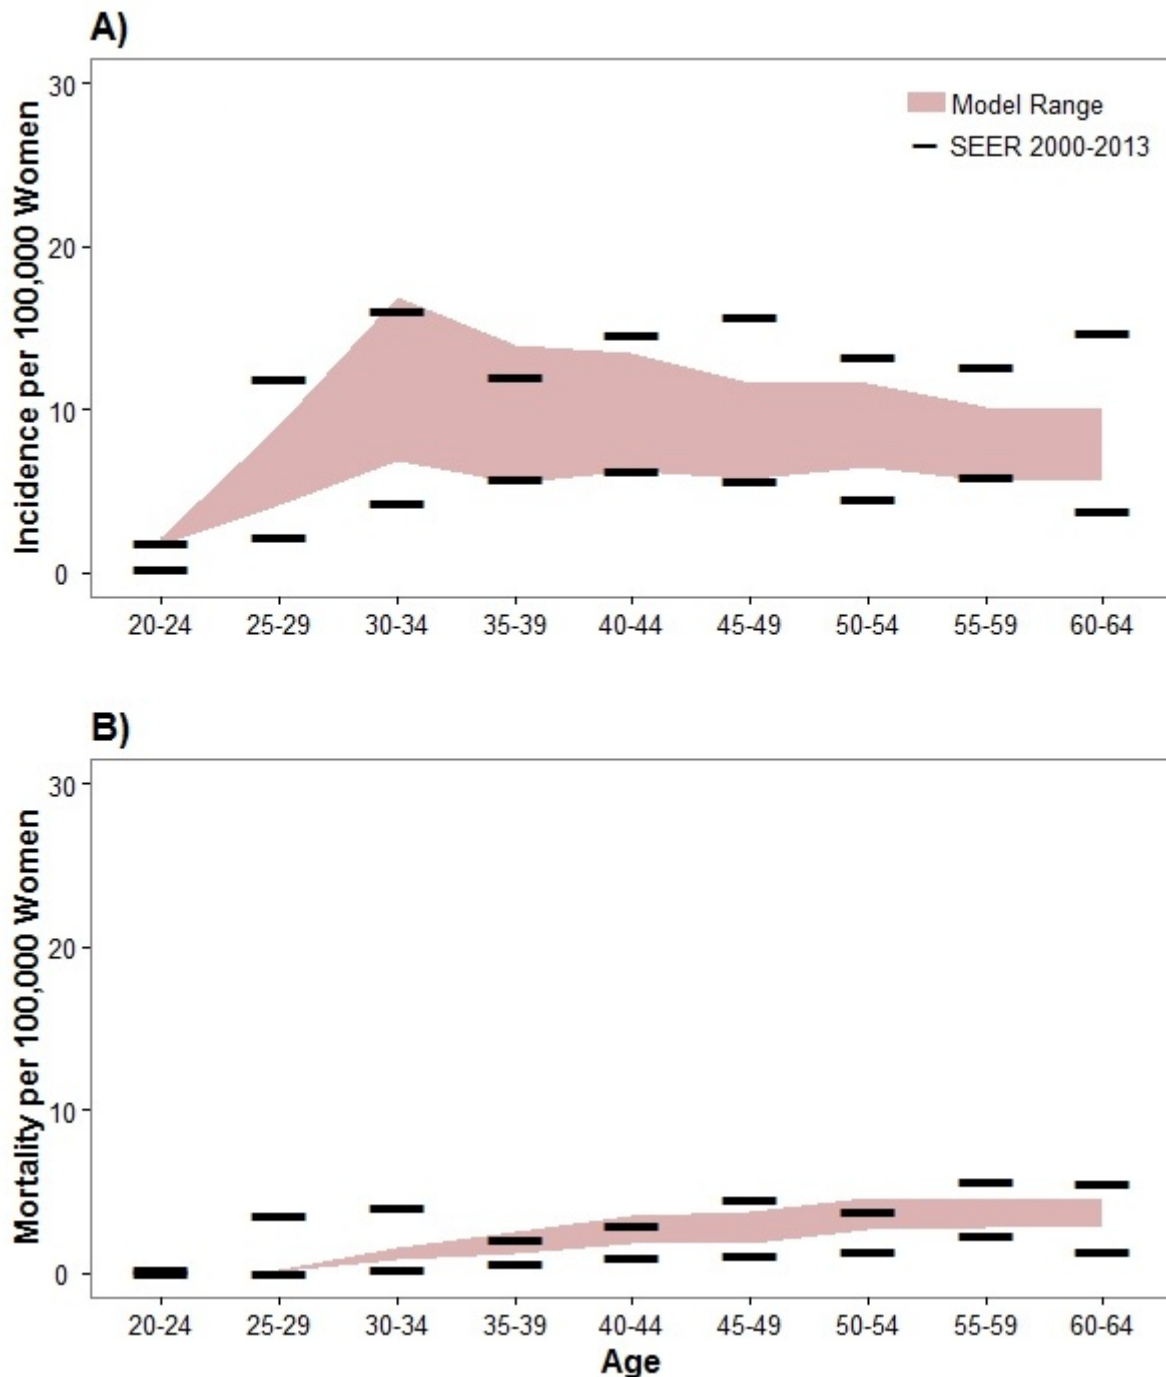 A)
Incidence per 100,000 Women
30
20
10
0
Model Range
SEER 2000-2013
20-24 25-29 30-34 35-39 40-44 45-49 50-54 55-59 60-64
B)
Mortality per 100,000 Women
30
20
10
0
20-24 25-29 30-34 35-39 40-44 45-49 50-54 55-59 60-64
Age